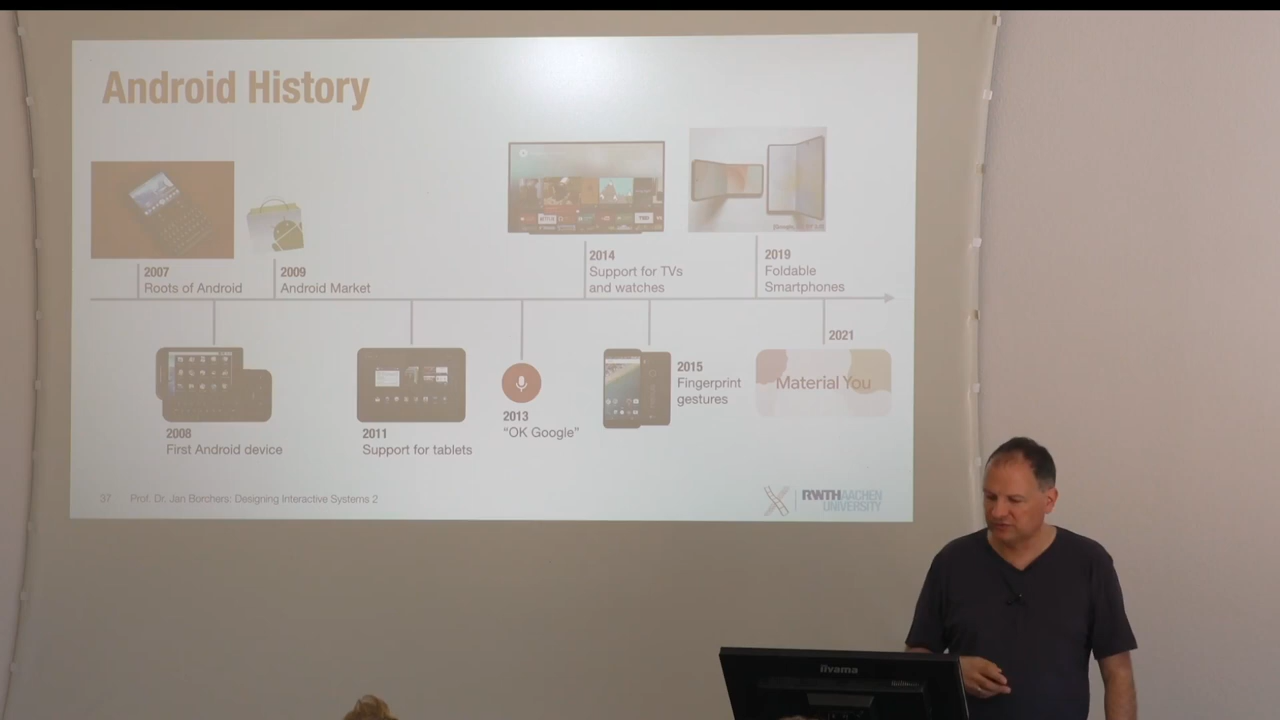 Android History
2007
Roots of Android
2009
Android Market
2014
Support for TVs
and watches
2019
Foldable
Smartphones
2008
First Android device
2011
Support for tablets
2013
“OK Google”
2015
Fingerprint
gestures
2021
Material You
37 Prof. Dr. Jan Borchers: Designing Interactive Systems 2
RWTHAACHEN
UNIVERSITY
iiyama